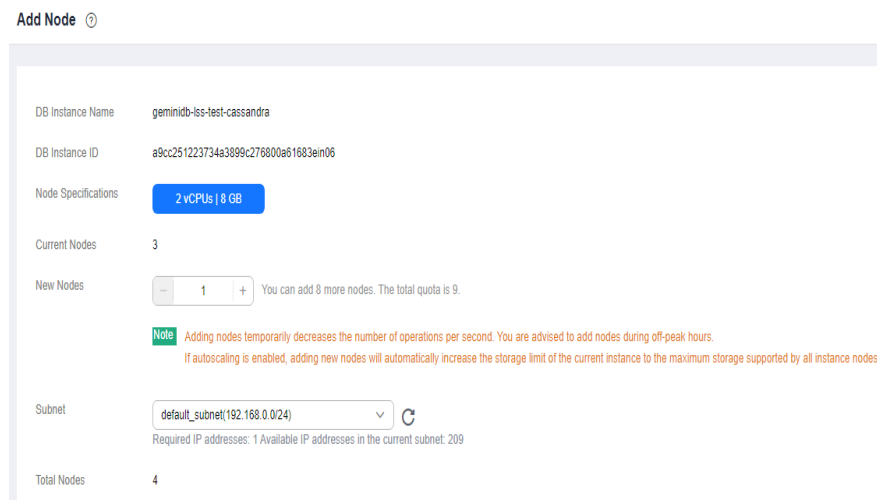 Add Node ?
DB Instance Name geminidb-lss-test-cassandra
DB Instance ID a9cc251223734a3899c276800a61683ein06
Node Specifications 2 vCPUs | 8 GB
Current Nodes 3
New Nodes − 1 + You can add 8 more nodes. The total quota is 9.
Note Adding nodes temporarily decreases the number of operations per second. You are advised to add nodes during off-peak hours.
If autoscaling is enabled, adding new nodes will automatically increase the storage limit of the current instance to the maximum storage supported by all instance nodes
Subnet default_subnet(192.168.0.0/24)
Required IP addresses: 1 Available IP addresses in the current subnet: 209
Total Nodes 4